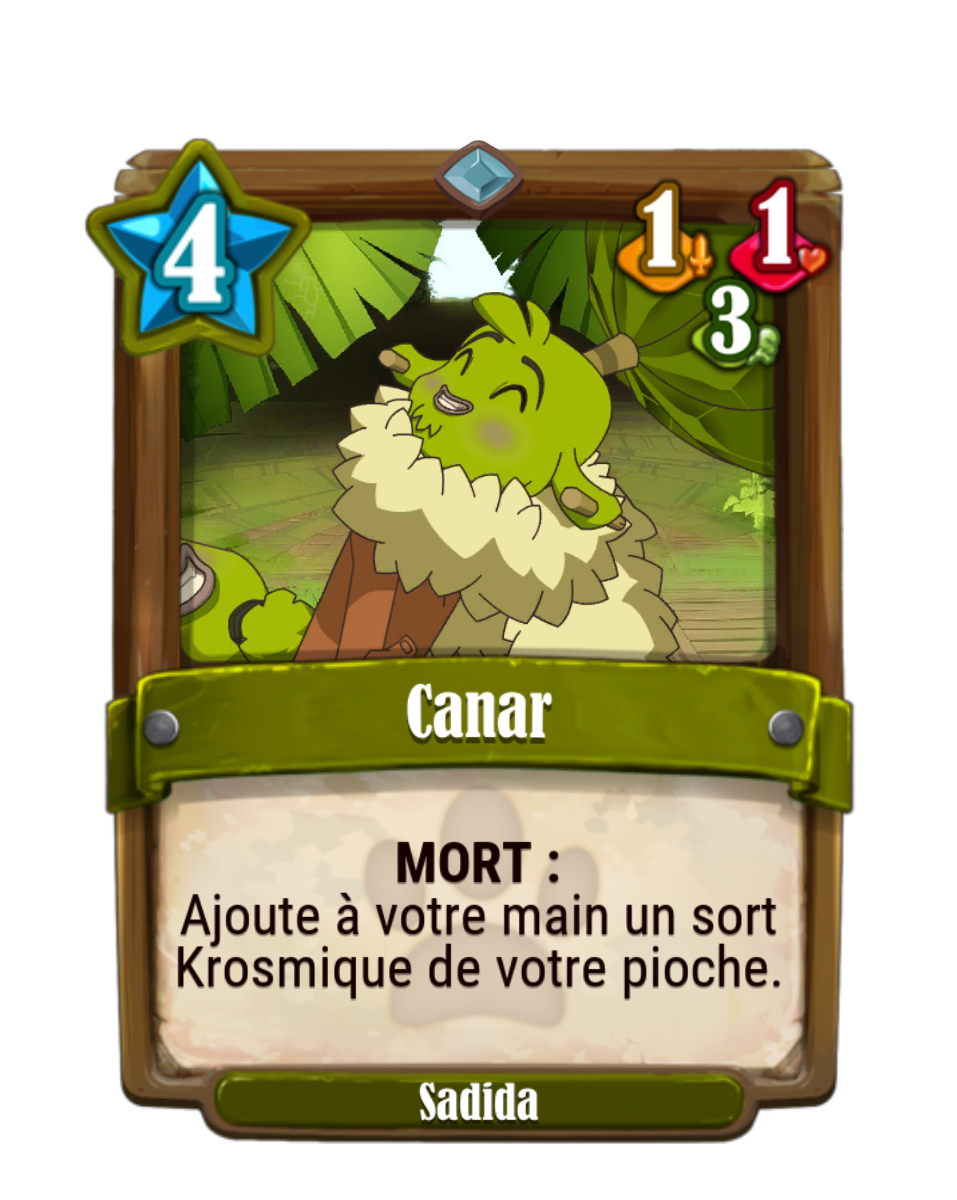 4
1
1
3
Canar
MORT :
Ajoute à votre main un sort
Krosmique de votre pioche.
Sadida